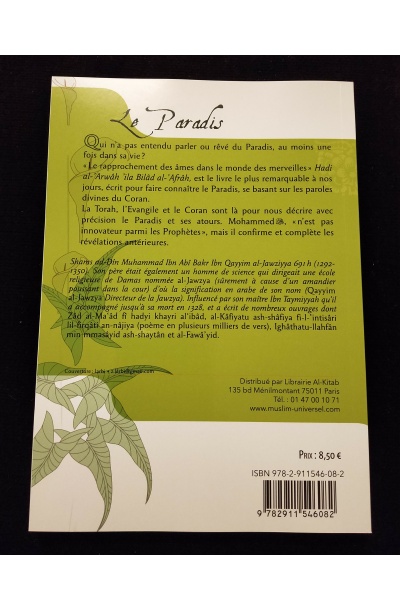 Le Paradis
Qui n'a pas entendu parler ou rêvé du Paradis, au moins une
fois dans sa vie?
« Le rapprochement des âmes dans le monde des merveilles » Hadi
al-'Arwâh 'ila Bilâd al-'Afrâh, est le livre le plus remarquable à nos
jours, écrit pour faire connaître le Paradis, se basant sur les paroles
divines du Coran.
La Torah, l'Evangile et le Coran sont là pour nous décrire avec
précision le Paradis et ses atours. Mohammed ﷺ, « n'est pas
innovateur parmi les Prophètes », mais il confirme et complète les
révélations antérieures.
Shams ad-Dîn Muhammad Ibn Abî Bakr Ibn Qayyim al-Jawziyya 691 h (1292-
1350). Son père était également un homme de science qui dirigeait une école
religieuse de Damas nommée al-Jawzya (sûrement à cause d'un amandier
puissant dans la cour) d'où la signification en arabe de son nom (Qayyim
al-Jawzya Directeur de la Jawzya). Influencé par son maître Ibn Taymiyyah qu'il
a accompagné jusqu'à sa mort en 1328, et a écrit de nombreux ouvrages dont
Zâd al-Ma'âd fî hadyi khayri al'ibâd, al-Kâfiyatu ash-shâfiya fi-l-'intisâri
lil-firqati an-nâjiya (poème en plusieurs milliers de vers), Ighâthatu-llahfân
min mmasâyid ash-shaytân et al-Fawâ'yid.
Couverture :
Distribué par Librairie Al-Kitab
135 bd Ménilmontant 75011 Paris
Tél. : 01 47 00 10 71
www.muslim-universel.com
PRIX : 8,50 €
ISBN 978-2-911546-08-2
9 782911 546082